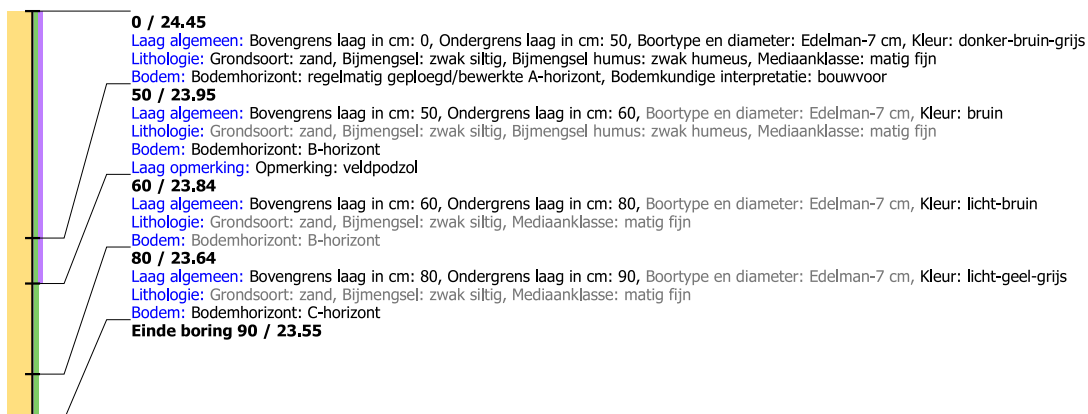 0 / 24.45
Laag algemeen: Bovengrens laag in cm: 0, Ondergrens laag in cm: 50, Boortype en diameter: Edelman-7 cm, Kleur: donker-bruin-grijs
Lithologie: Grondsoort: zand, Bijmengsel: zwak siltig, Bijmengsel humus: zwak humeus, Mediaanklasse: matig fijn
Bodem: Bodemhorizont: regelmatig geploegd/bewerkte A-horizont, Bodemkundige interpretatie: bouwvoor
50 / 23.95
Laag algemeen: Bovengrens laag in cm: 50, Ondergrens laag in cm: 60, Boortype en diameter: Edelman-7 cm, Kleur: bruin
Lithologie: Grondsoort: zand, Bijmengsel: zwak siltig, Bijmengsel humus: zwak humeus, Mediaanklasse: matig fijn
Bodem: Bodemhorizont: B-horizont
Laag opmerking: Opmerking: veldpodzol
60 / 23.84
Laag algemeen: Bovengrens laag in cm: 60, Ondergrens laag in cm: 80, Boortype en diameter: Edelman-7 cm, Kleur: licht-bruin
Lithologie: Grondsoort: zand, Bijmengsel: zwak siltig, Mediaanklasse: matig fijn
Bodem: Bodemhorizont: B-horizont
80 / 23.64
Laag algemeen: Bovengrens laag in cm: 80, Ondergrens laag in cm: 90, Boortype en diameter: Edelman-7 cm, Kleur: licht-geel-grijs
Lithologie: Grondsoort: zand, Bijmengsel: zwak siltig, Mediaanklasse: matig fijn
Bodem: Bodemhorizont: C-horizont
Einde boring 90 / 23.55